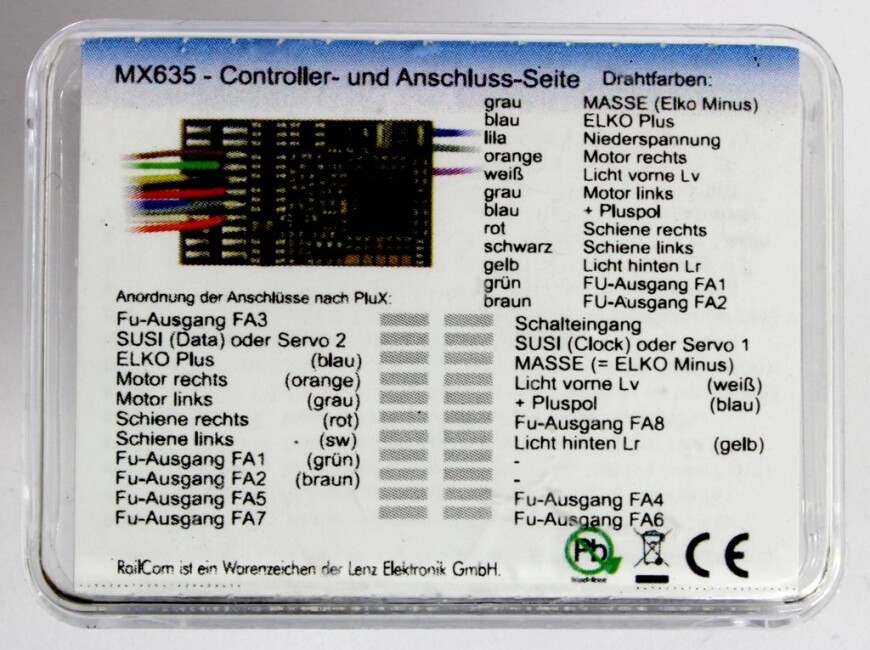 MX635 - Controller- und Anschluss-Seite Drahtfarben:
grau MASSE (Elko Minus)
blau ELKO Plus
lila Niederspannung
orange Motor rechts
weiß Licht vorne Lv
grau Motor links
blau + Pluspol
rot Schiene rechts
schwarz Schiene links
gelb Licht hinten Lr
grün FU-Ausgang FA1
braun FU-Ausgang FA2
Anordnung der Anschlüsse nach PluX:
Fu-Ausgang FA3 Schalteingang
SUSI (Data) oder Servo 2 SUSI (Clock) oder Servo 1
ELKO Plus (blau) MASSE (= ELKO Minus)
Motor rechts (orange) Licht vorne Lv (weiß)
Motor links (grau) + Pluspol (blau)
Schiene rechts (rot) Fu-Ausgang FA8
Schiene links (sw) Licht hinten Lr (gelb)
Fu-Ausgang FA1 (grün) -
Fu-Ausgang FA2 (braun) -
Fu-Ausgang FA5 Fu-Ausgang FA4
Fu-Ausgang FA7 Fu-Ausgang FA6
Pb
lead-free
CE
RailCom ist ein Warenzeichen der Lenz Elektronik GmbH.